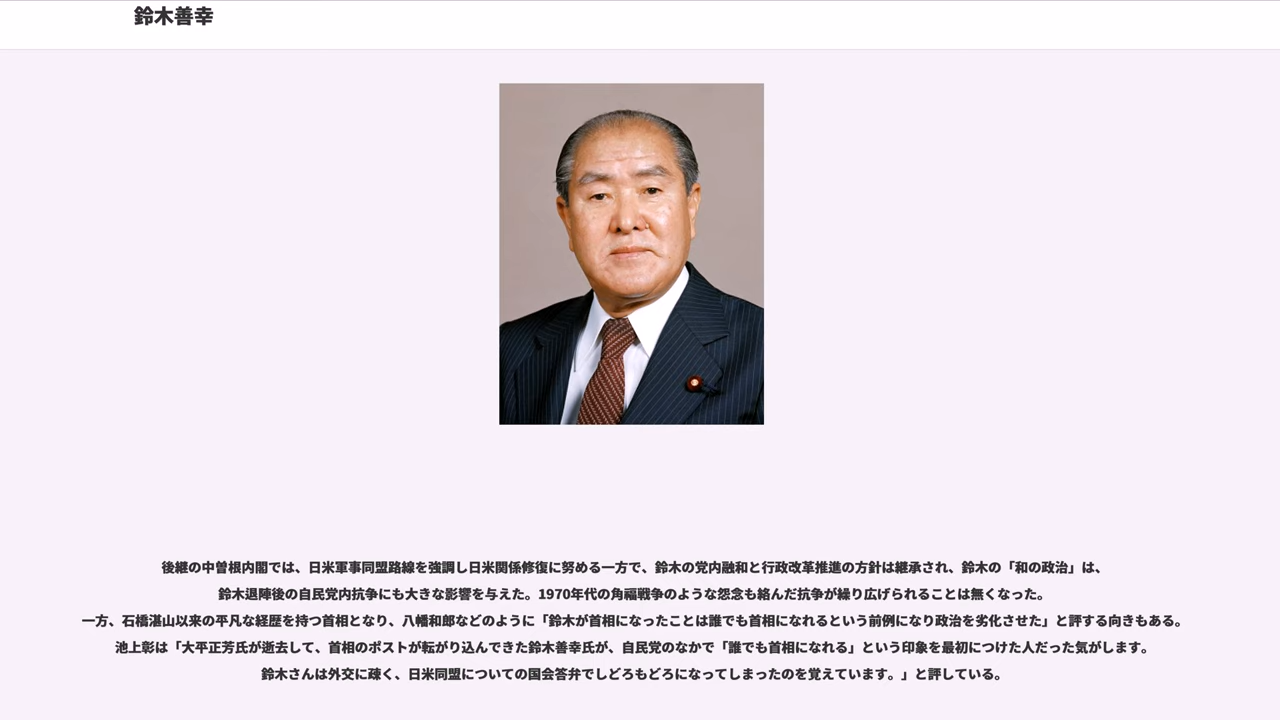 鈴木善幸
後継の中曽根内閣では、日米軍事同盟路線を強調し日米関係修復に努める一方で、鈴木の党内融和と行政改革推進の方針は継承され、鈴木の「和の政治」は、
鈴木退陣後の自民党内抗争にも大きな影響を与えた。1970年代の角福戦争のような怨念も絡んだ抗争が繰り広げられることは無くなった。
一方、石橋湛山以来の平凡な経歴を持つ首相となり、八幡和郎などのように「鈴木が首相になったことは誰でも首相になれるという前例になり政治を劣化させた」と評する向きもある。
池上彰は「大平正芳氏が逝去して、首相のポストが転がり込んできた鈴木善幸氏が、自民党のなかで「誰でも首相になれる」という印象を最初につけた人だった気がします。
鈴木さんは外交に疎く、日米同盟についての国会答弁でしどろもどろになってしまったのを覚えています。」と評している。